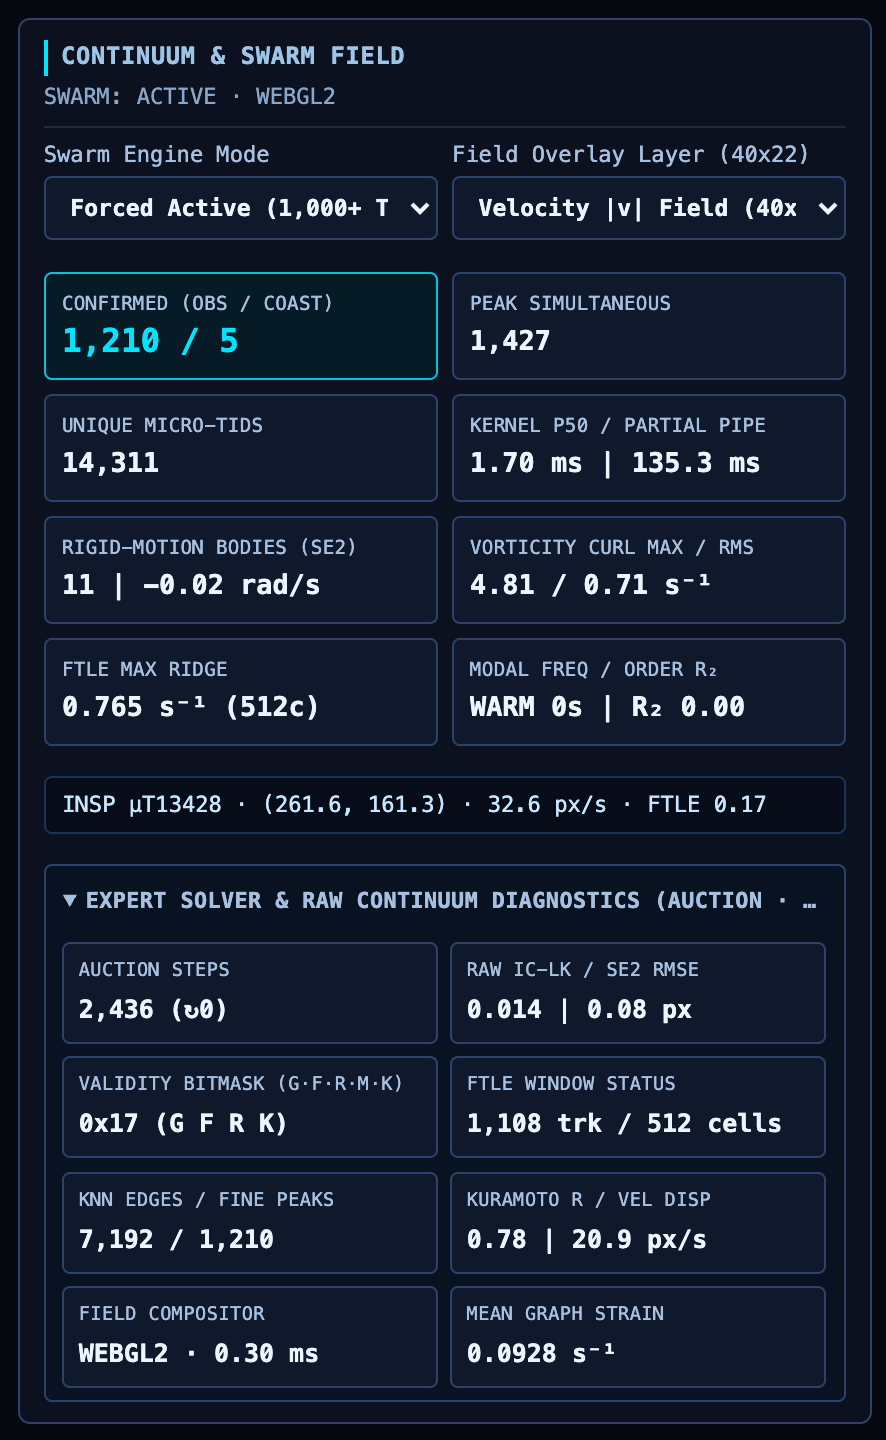 CONTINUUM & SWARM FIELD
SWARM: ACTIVE · WEBGL2
Swarm Engine Mode
Forced Active (1,000+ T
Field Overlay Layer (40x22)
Velocity |v| Field (40x
CONFIRMED (OBS / COAST)
1,210 / 5
PEAK SIMULTANEOUS
1,427
UNIQUE MICRO-TIDS
14,311
KERNEL P50 / PARTIAL PIPE
1.70 ms | 135.3 ms
RIGID-MOTION BODIES (SE2)
11 | −0.02 rad/s
VORTICITY CURL MAX / RMS
4.81 / 0.71 s⁻¹
FTLE MAX RIDGE
0.765 s⁻¹ (512c)
MODAL FREQ / ORDER R₂
WARM 0s | R₂ 0.00
INSP µT13428 · (261.6, 161.3) · 32.6 px/s · FTLE 0.17
▼ EXPERT SOLVER & RAW CONTINUUM DIAGNOSTICS (AUCTION · …
AUCTION STEPS
2,436 (↻0)
RAW IC-LK / SE2 RMSE
0.014 | 0.08 px
VALIDITY BITMASK (G·F·R·M·K)
0x17 (G F R K)
FTLE WINDOW STATUS
1,108 trk / 512 cells
KNN EDGES / FINE PEAKS
7,192 / 1,210
KURAMOTO R / VEL DISP
0.78 | 20.9 px/s
FIELD COMPOSITOR
WEBGL2 · 0.30 ms
MEAN GRAPH STRAIN
0.0928 s⁻¹